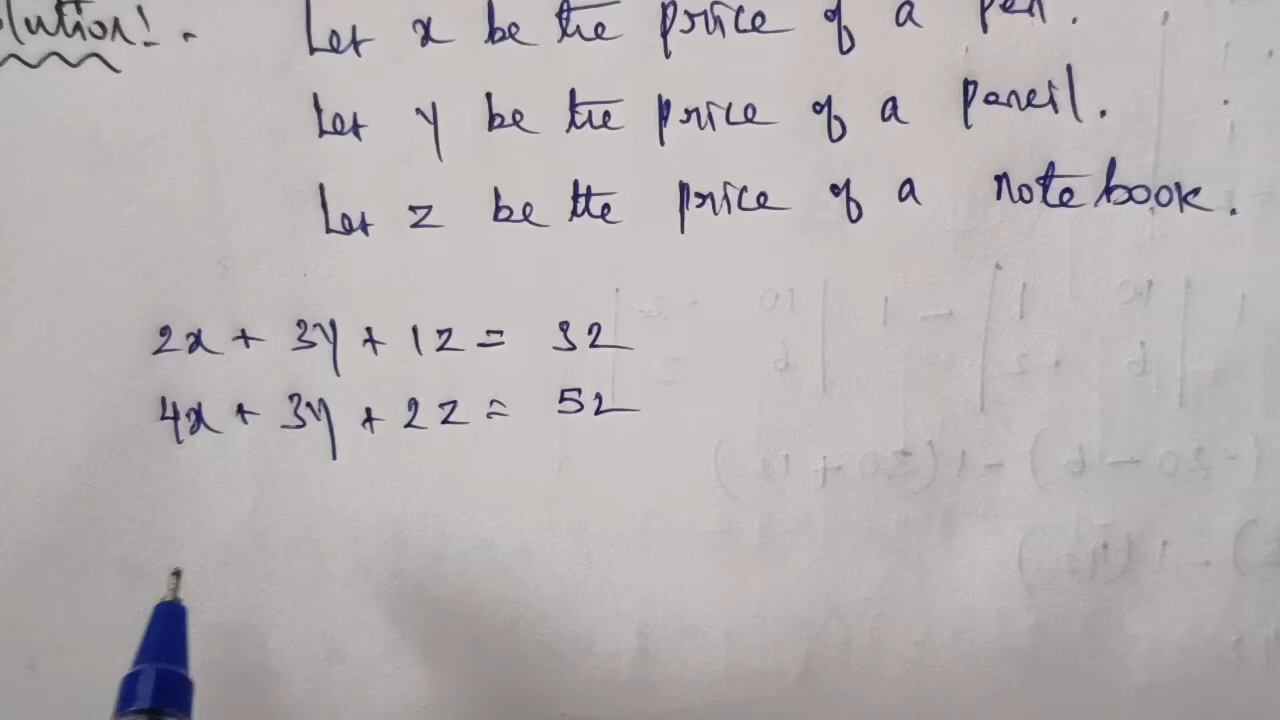 lution:-
Let x be the price of a pen.
Let y be the price of a pencil.
Let z be the price of a notebook.
2x + 3y + 1z = 32
4x + 3y + 2z = 52